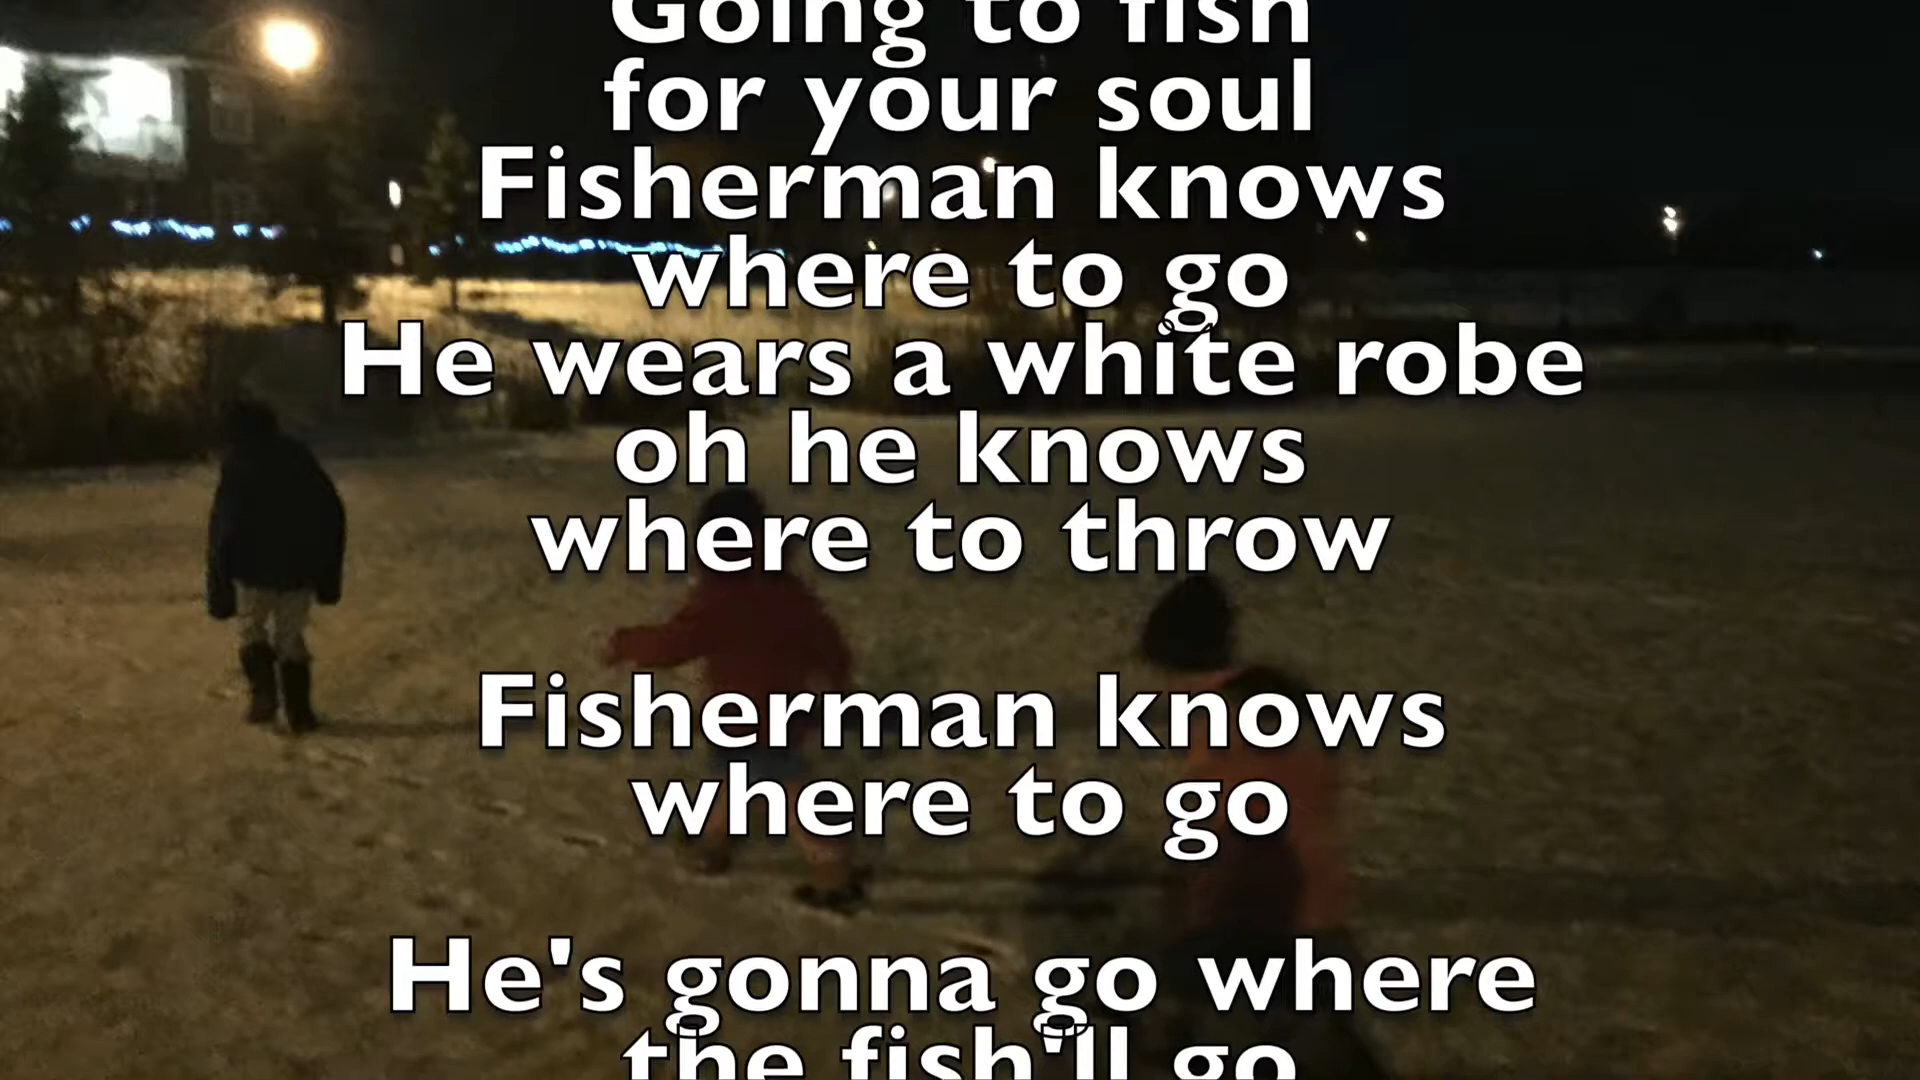 Going to fish
for your soul
Fisherman knows
where to go
He wears a white robe
oh he knows
where to throw
Fisherman knows
where to go
He's gonna go where
the fish'll go